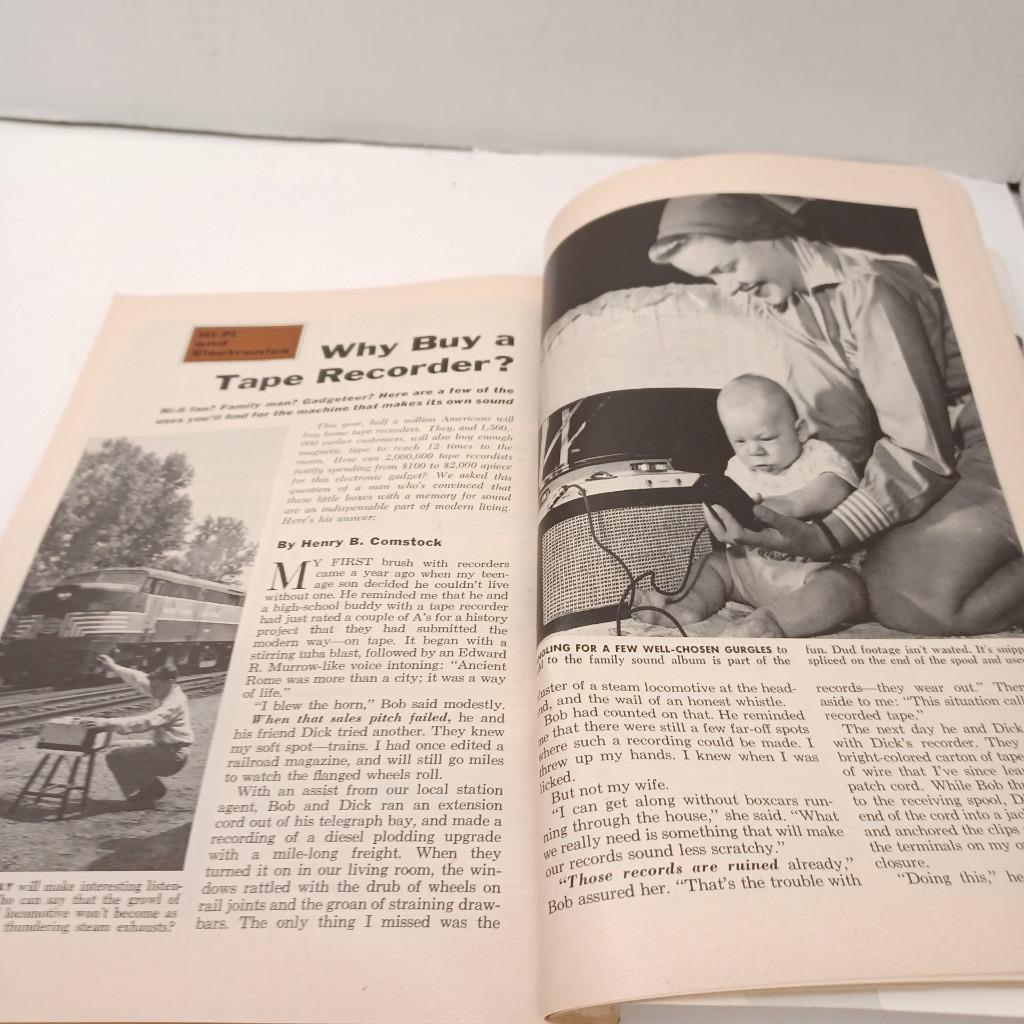 Hi-Fi
and
Electronics
Why Buy a
Tape Recorder?
Hi-fi fan? Family man? Gadgeteer? Here are a few of the
uses you'll find for the machine that makes its own sound
This year, half a million Americans will
buy home tape recorders. They, and 1,500,-
000 earlier customers, will also buy enough
magnetic tape to reach 12 times to the
moon. How can 2,000,000 tape recordists
justify spending from $100 to $2,000 apiece
for this electronic gadget? We asked this
question of a man who's convinced that
these little boxes with a memory for sound
are an indispensable part of modern living.
Here's his answer:
By Henry B. Comstock
MY FIRST brush with recorders
came a year ago when my teen-
age son decided he couldn't live
without one. He reminded me that he and
a high-school buddy with a tape recorder
had just rated a couple of A's for a history
project that they had submitted the
modern way—on tape. It began with a
stirring tuba blast, followed by an Edward
R. Murrow-like voice intoning: "Ancient
Rome was more than a city; it was a way
of life."
"I blew the horn," Bob said modestly.
When that sales pitch failed, he and
his friend Dick tried another. They knew
my soft spot—trains. I had once edited a
railroad magazine, and will still go miles
to watch the flanged wheels roll.
With an assist from our local station
agent, Bob and Dick ran an extension
cord out of his telegraph bay, and made a
recording of a diesel plodding upgrade
with a mile-long freight. When they
turned it on in our living room, the win-
dows rattled with the drub of wheels on
rail joints and the groan of straining draw-
bars. The only thing I missed was the
will make interesting listen-
who can say that the growl of
locomotive won't become as
thundering steam exhausts?
GLING FOR A FEW WELL-CHOSEN GURGLES to
to the family sound album is part of the
fun. Dud footage isn't wasted. It's snipp
spliced on the end of the spool and used
uster of a steam locomotive at the head-
nd, and the wail of an honest whistle.
Bob had counted on that. He reminded
me that there were still a few far-off spots
where such a recording could be made. I
threw up my hands. I knew when I was
licked.
But not my wife.
"I can get along without boxcars run-
ning through the house," she said. "What
we really need is something that will make
our records sound less scratchy."
"Those records are ruined already,"
Bob assured her. "That's the trouble with
records—they wear out." Then
aside to me: "This situation call
recorded tape."
The next day he and Dick
with Dick's recorder. They
bright-colored carton of tape
of wire that I've since lear
patch cord. While Bob thr
to the receiving spool, D
end of the cord into a jac
and anchored the clips
the terminals on my o
closure.
"Doing this," he